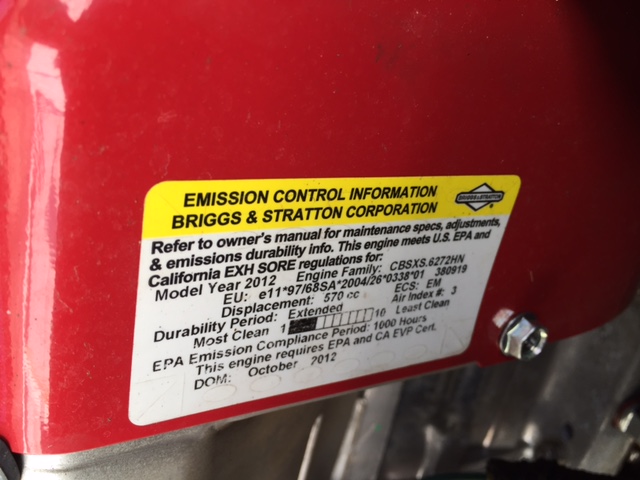 EMISSION CONTROL INFORMATION
BRIGGS & STRATTON CORPORATION
BRIGGS & STRATTON
®
Refer to owner's manual for maintenance specs, adjustments,
& emissions durability info. This engine meets U.S. EPA and
California EXH SORE regulations for:
Model Year 2012 Engine Family: CBSXS.6272HN
EU: e11*97/68SA*2004/26*0338*01 380919
Displacement: 570 cc ECS: EM
Durability Period: Extended Air Index #: 3
Most Clean 1 10 Least Clean
EPA Emission Compliance Period: 1000 Hours
This engine requires EPA and CA EVP Cert.
DOM: October 2012